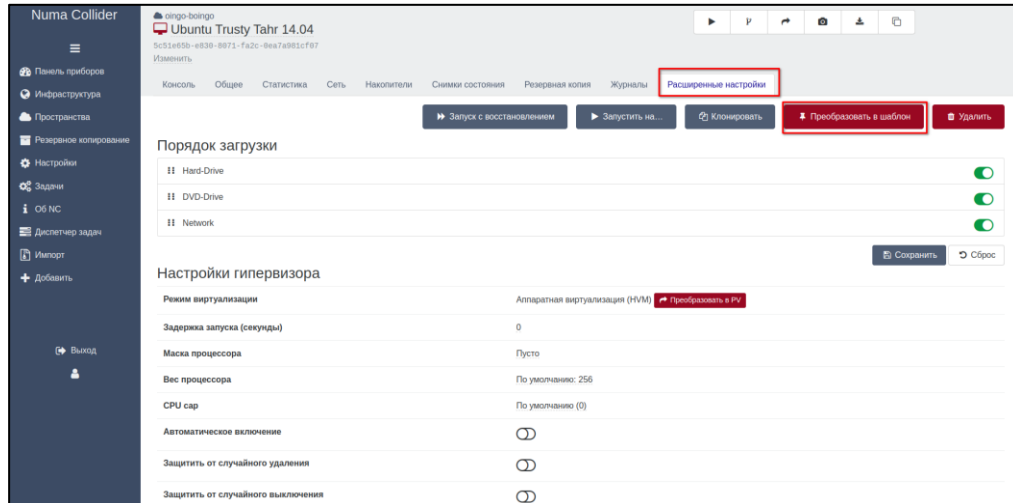 Numa Collider
Панель приборов
Инфраструктура
Пространства
Резервное копирование
Настройки
Задачи
Об NC
Диспетчер задач
Импорт
Добавить
Выход
oingo-boingo
Ubuntu Trusty Tahr 14.04
5c51e65b-e830-8071-fa2c-0ea7a981cf07
Изменить
Консоль Общее Статистика Сеть Накопители Снимки состояния Резервная копия Журналы Расширенные настройки
Запуск с восстановлением Запустить на... Клонировать Преобразовать в шаблон Удалить
Порядок загрузки
Hard-Drive
DVD-Drive
Network
Сохранить Сброс
Настройки гипервизора
Режим виртуализации Аппаратная виртуализация (HVM) Преобразовать в PV
Задержка запуска (секунды) 0
Маска процессора Пусто
Вес процессора По умолчанию: 256
CPU cap По умолчанию (0)
Автоматическое включение
Защитить от случайного удаления
Защитить от случайного выключения